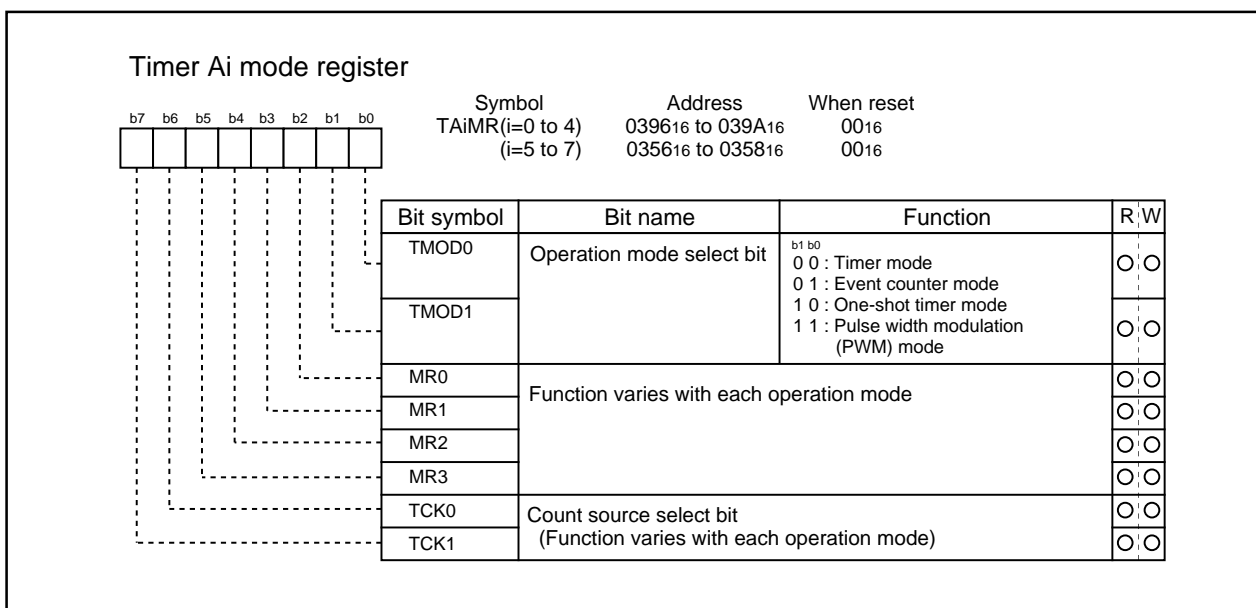 Timer Ai mode register
Symbol Address When reset
TAiMR(i=0 to 4) 039616 to 039A16 0016
(i=5 to 7) 035616 to 035816 0016
b7 b6 b5 b4 b3 b2 b1 b0
Bit symbol Bit name Function R W
TMOD0 Operation mode select bit b1 b0
0 0 : Timer mode
0 1 : Event counter mode
TMOD1 1 0 : One-shot timer mode
1 1 : Pulse width modulation
(PWM) mode
MR0 Function varies with each operation mode
MR1
MR2
MR3
TCK0 Count source select bit
TCK1 (Function varies with each operation mode)